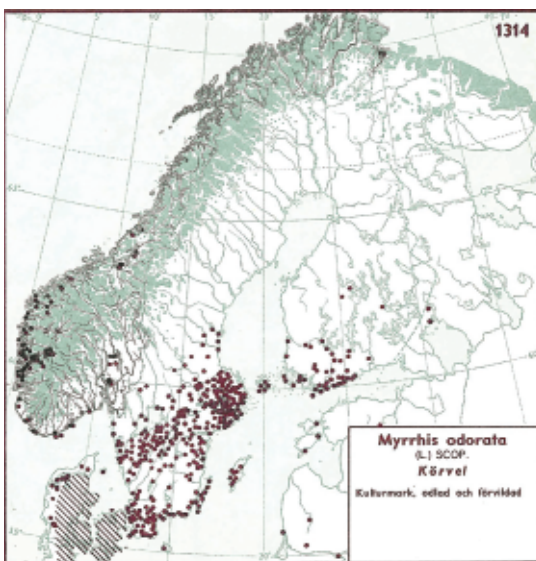 1314
Myrrhis odorata
(L.) SCOP.
Körvel
Kulturmark, odlad och förvildad